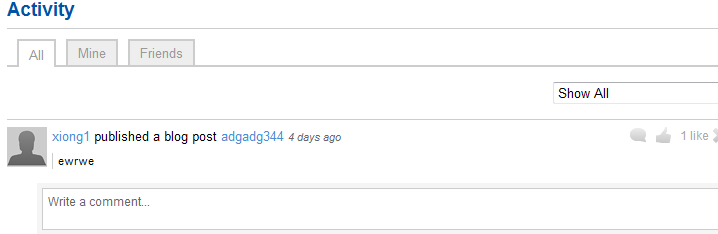 Activity
All Mine Friends
Show All
xiong1 published a blog post adgadg344 4 days ago 1 like
ewrwe
Write a comment...